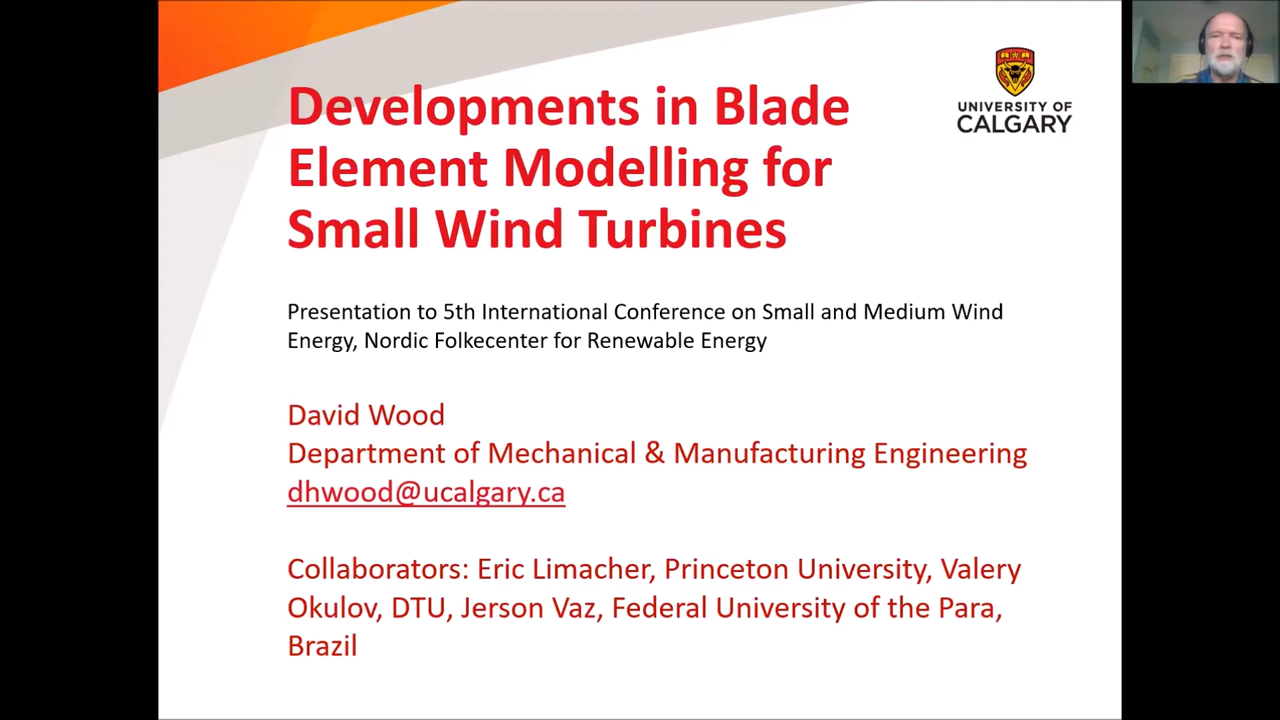 Developments in Blade
Element Modelling for
Small Wind Turbines
UNIVERSITY OF
CALGARY
Presentation to 5th International Conference on Small and Medium Wind
Energy, Nordic Folkecenter for Renewable Energy
David Wood
Department of Mechanical & Manufacturing Engineering
dhwood@ucalgary.ca
Collaborators: Eric Limacher, Princeton University, Valery
Okulov, DTU, Jerson Vaz, Federal University of the Para,
Brazil